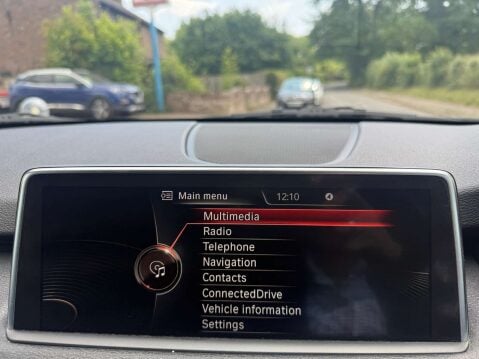 Main menu 12:10
Multimedia
Radio
Telephone
Navigation
Contacts
ConnectedDrive
Vehicle information
Settings